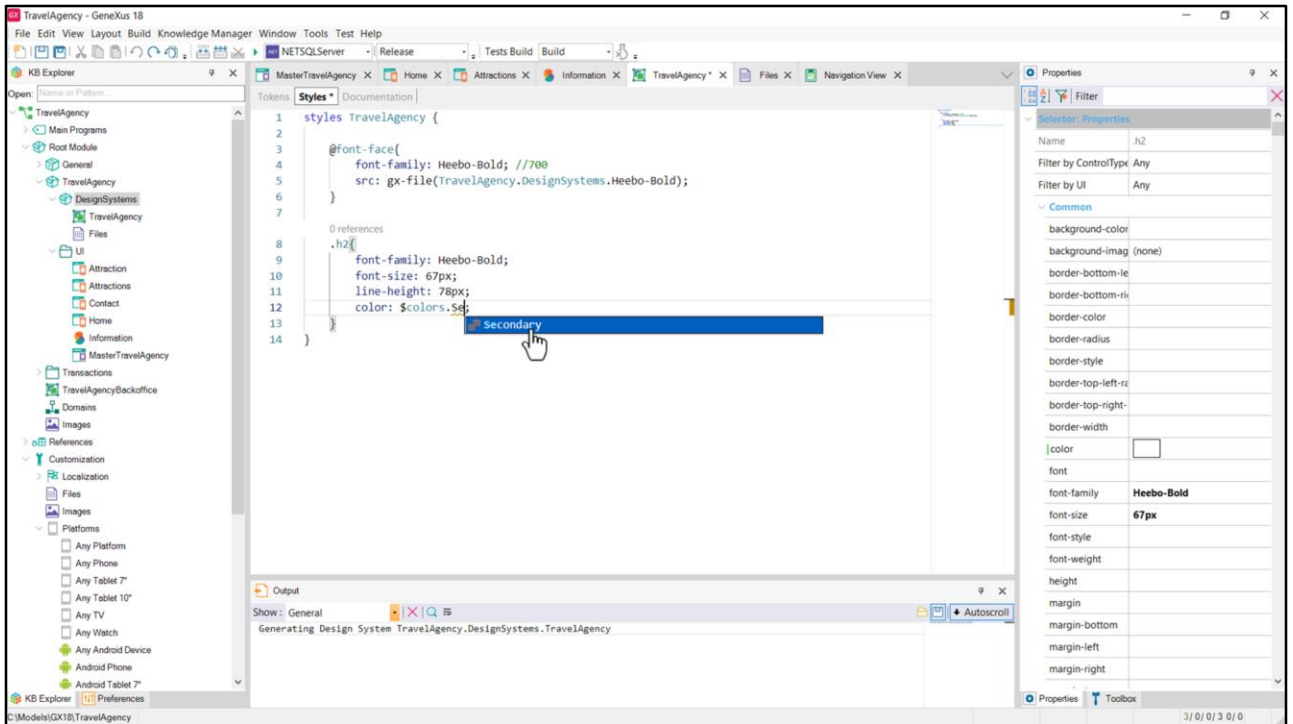 TravelAgency - GeneXus 18
File Edit View Layout Build Knowledge Manager Window Tools Test Help
NETSQLServer Release Tests Build Build
KB Explorer
Open: Name or Pattern...
TravelAgency
Main Programs
Root Module
General
TravelAgency
DesignSystems
TravelAgency
Files
UI
Attraction
Attractions
Contact
Home
Information
MasterTravelAgency
Transactions
TravelAgencyBackoffice
Domains
Images
References
Customization
Localization
Files
Images
Platforms
Any Platform
Any Phone
Any Tablet 7"
Any Tablet 10"
Any TV
Any Watch
Any Android Device
Android Phone
Android Tablet 7"
KB Explorer Preferences
MasterTravelAgency X Home X Attractions X Information X TravelAgency* X Files X Navigation View X
Tokens Styles * Documentation
1 styles TravelAgency {
2
3 @font-face{
4 font-family: Heebo-Bold; //700
5 src: gx-file(TravelAgency.DesignSystems.Heebo-Bold);
6 }
7
0 references
8 .h2{
9 font-family: Heebo-Bold;
10 font-size: 67px;
11 line-height: 78px;
12 color: $colors.Se;
Secondary
13 }
14 }
Output
Show: General
Autoscroll
Generating Design System TravelAgency.DesignSystems.TravelAgency
Properties
Filter
Selector: Properties
Name .h2
Filter by ControlType Any
Filter by UI Any
Common
background-color
background-imag (none)
border-bottom-le
border-bottom-ri
border-color
border-radius
border-style
border-top-left-ra
border-top-right-
border-width
color
font
font-family Heebo-Bold
font-size 67px
font-style
font-weight
height
margin
margin-bottom
margin-left
margin-right
Properties Toolbox
C:\Models\GX18\TravelAgency
3/ 0/ 0/ 3 0/ 0